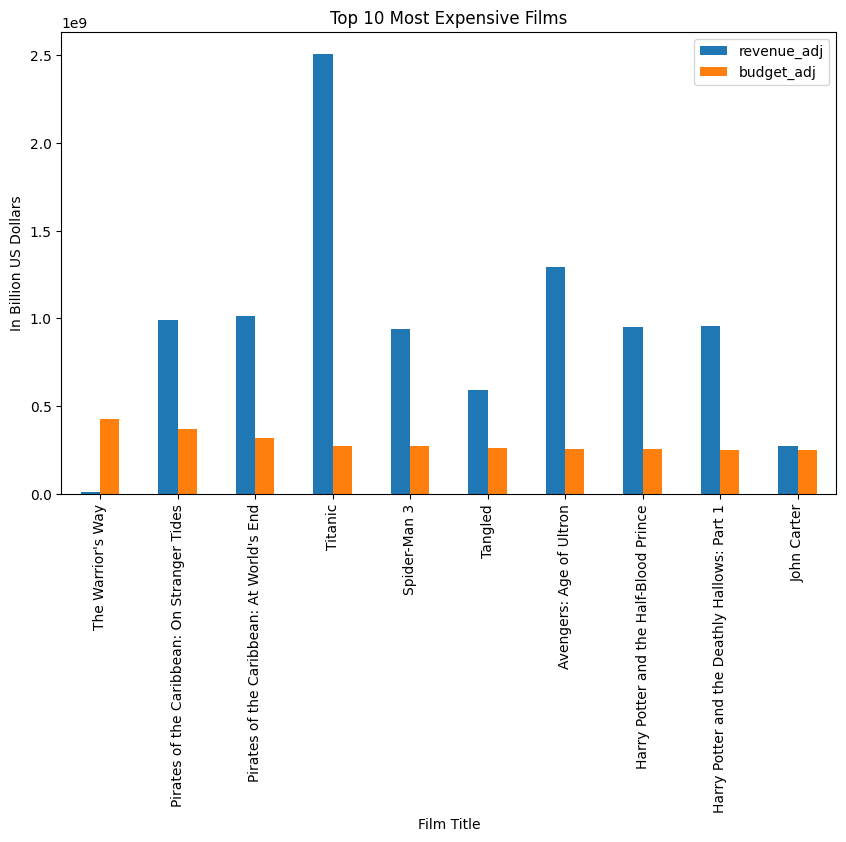 Top 10 Most Expensive Films
1e9
revenue_adj
budget_adj
2.5
2.0
1.5
1.0
0.5
0.0
In Billion US Dollars
The Warrior's Way
Pirates of the Caribbean: On Stranger Tides
Pirates of the Caribbean: At World's End
Titanic
Spider-Man 3
Tangled
Avengers: Age of Ultron
Harry Potter and the Half-Blood Prince
Harry Potter and the Deathly Hallows: Part 1
John Carter
Film Title